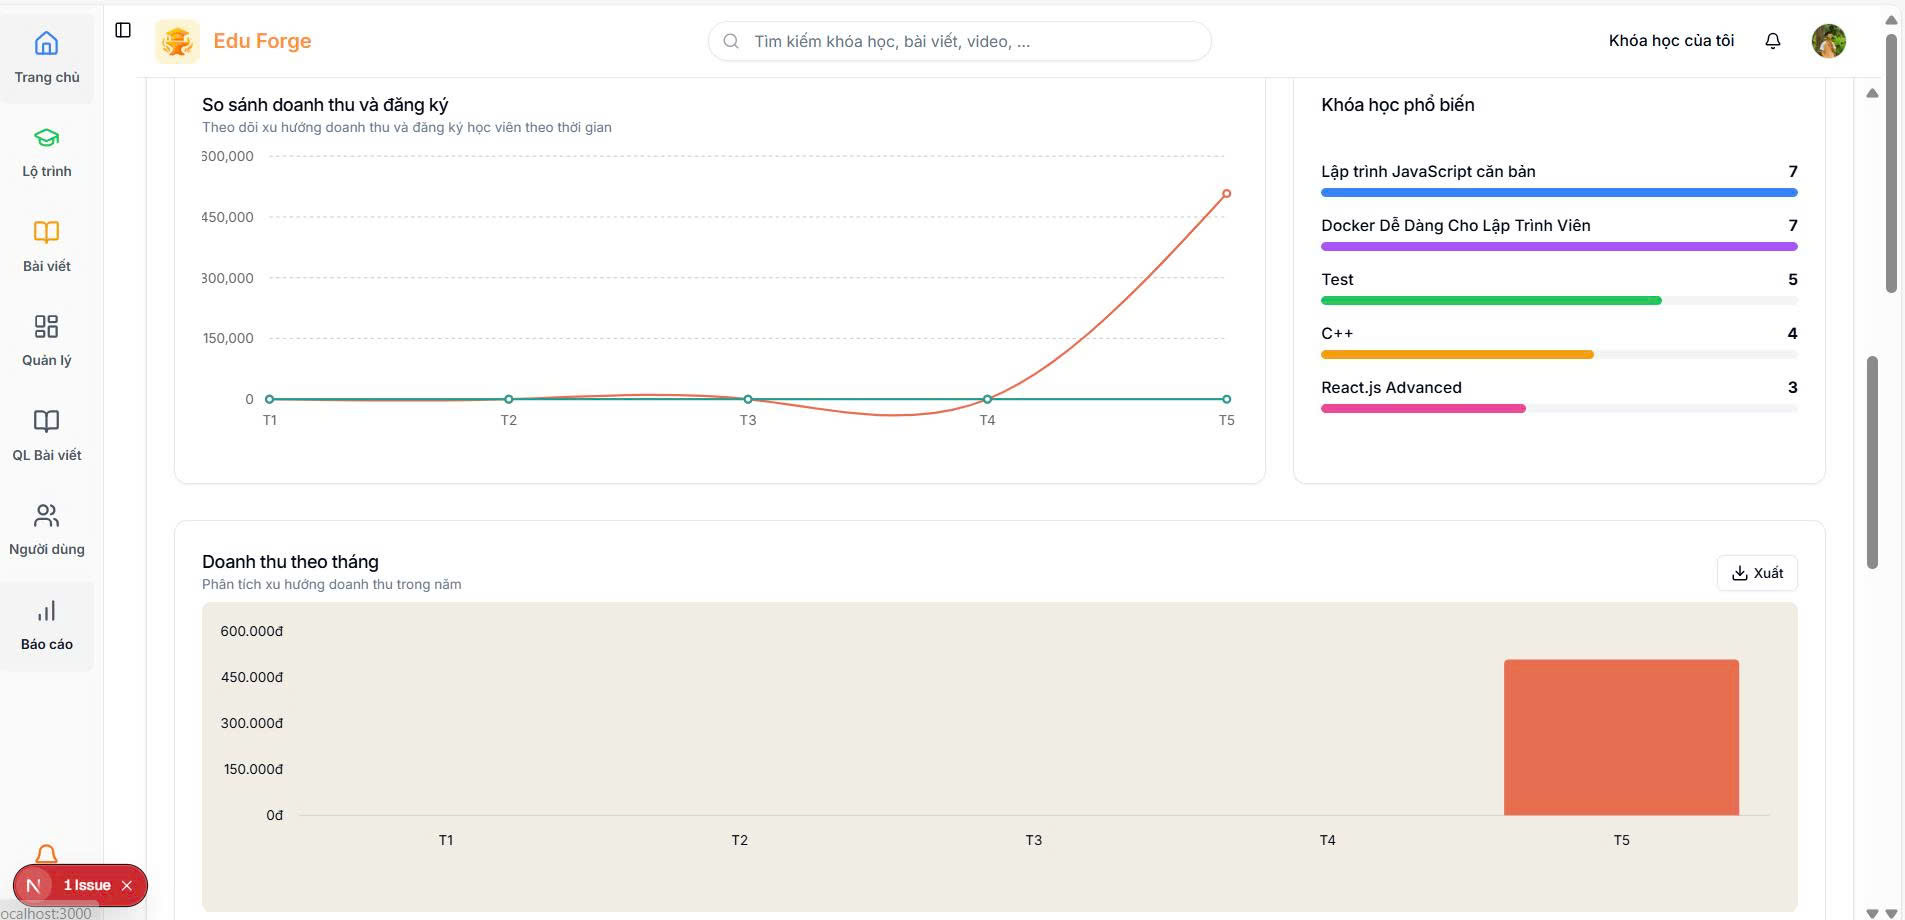 Trang chủ
Lộ trình
Bài viết
Quản lý
QL Bài viết
Người dùng
Báo cáo
Edu Forge
Tìm kiếm khóa học, bài viết, video, ...
Khóa học của tôi
So sánh doanh thu và đăng ký
Theo dõi xu hướng doanh thu và đăng ký học viên theo thời gian
600,000
450,000
300,000
150,000
0
T1 T2 T3 T4 T5
Khóa học phổ biến
Lập trình JavaScript căn bản 7
Docker Dễ Dàng Cho Lập Trình Viên 7
Test 5
C++ 4
React.js Advanced 3
Doanh thu theo tháng
Phân tích xu hướng doanh thu trong năm
Xuất
600.000đ
450.000đ
300.000đ
150.000đ
0đ
T1 T2 T3 T4 T5
N 1 Issue
ocalhost:3000